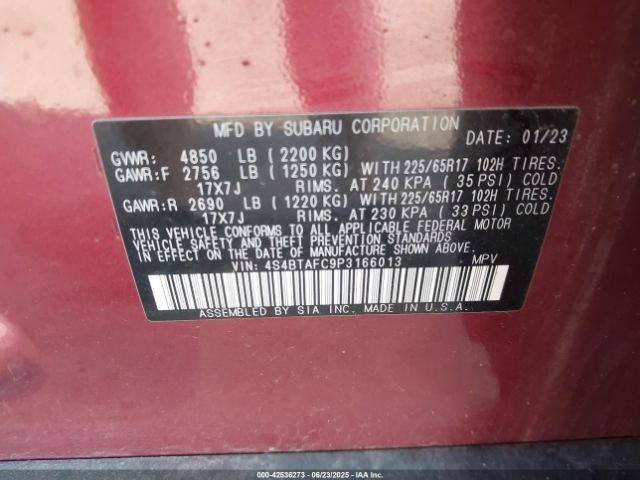 MFD BY SUBARU CORPORATION DATE: 01/23
GVWR: 4850 LB ( 2200 KG)
GAWR:F 2756 LB ( 1250 KG) WITH 225/65R17 102H TIRES.
17X7J RIMS. AT 240 KPA ( 35 PSI) COLD
GAWR:R 2690 LB ( 1220 KG) WITH 225/65R17 102H TIRES.
17X7J RIMS. AT 230 KPA ( 33 PSI) COLD
THIS VEHICLE CONFORMS TO ALL APPLICABLE FEDERAL MOTOR
VEHICLE SAFETY AND BUMPER STANDARDS IN EFFECT ON THE DATE
OF MANUFACTURE SHOWN ABOVE.
VIN: 4S4BTAFC9P3166013 MPV
ASSEMBLED BY SIA INC. MADE IN U.S.A.
000-42536273 - 06/23/2025 - IAAI.com